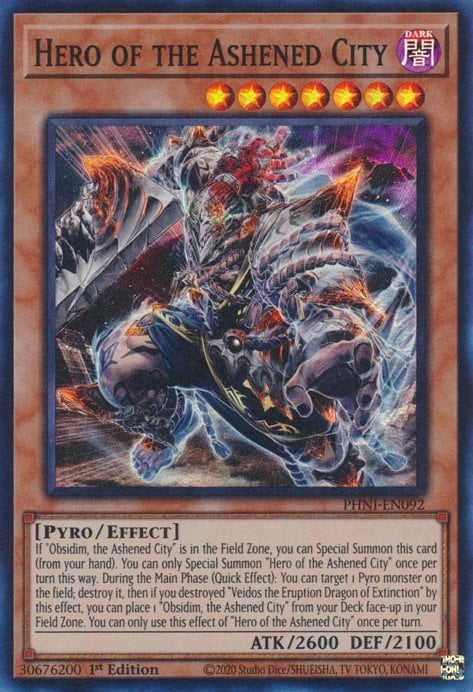 HERO OF THE ASHENED CITY
DARK
闇
PHNI-EN092
[PYRO/EFFECT]
If "Obsidim, the Ashened City" is in the Field Zone, you can Special Summon this card
(from your hand). You can only Special Summon "Hero of the Ashened City" once per
turn this way. During the Main Phase (Quick Effect): You can target 1 Pyro monster on
the field; destroy it, then if you destroyed "Veidos the Eruption Dragon of Extinction" by
this effect, you can place 1 "Obsidim, the Ashened City" from your Deck face-up in your
Field Zone. You can only use this effect of "Hero of the Ashened City" once per turn.
ATK/2600 DEF/2100
30676200 1st Edition ©2020 Studio Dice/SHUEISHA, TV TOKYO, KONAMI